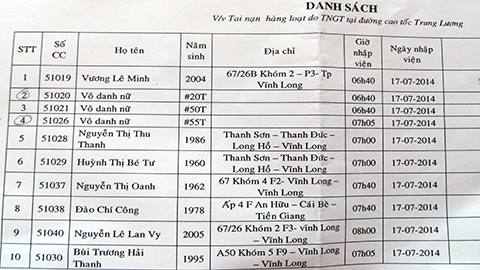 DANH SÁCH
V/v Tai nạn hàng loạt do TNGT tại đường cao tốc Trung Lương
STT Số CC Họ tên Năm sinh Địa chỉ Giờ nhập viện Ngày nhập viện
1 51019 Vương Lê Minh 2004 67/26B Khóm 2 – P3- Tp Vĩnh Long 06h40 17-07-2014
2 51020 Vô danh nữ #20T 06h40 17-07-2014
3 51021 Vô danh nữ #50T 06h40 17-07-2014
4 51026 Vô danh nữ #55T 07h05 17-07-2014
5 51028 Nguyễn Thị Thu Thanh 1986 Thanh Sơn – Thanh Đức – Long Hồ – Vĩnh Long 07h00 17-07-2014
6 51029 Huỳnh Thị Bé Tư 1960 Thanh Sơn – Thanh Đức – Long Hồ – Vĩnh Long 07h00 17-07-2014
7 51037 Nguyễn Thị Oanh 1962 67 Khóm 4 F2- Vĩnh Long – Vĩnh Long 07h40 17-07-2014
8 51038 Đào Chí Công 1978 Ấp 4 F An Hữu – Cái Bè – Tiền Giang 07h40 17-07-2014
9 51040 Nguyễn Lê Lan Vy 2005 67/26 Khóm 2 F3- vĩnh Long – Vĩnh Long 08h00 17-07-2014
10 51030 Bùi Trương Hải Thanh 1995 A50 Khóm 5 F9 – Vĩnh Long – Vĩnh Long 07h05 17-07-2014